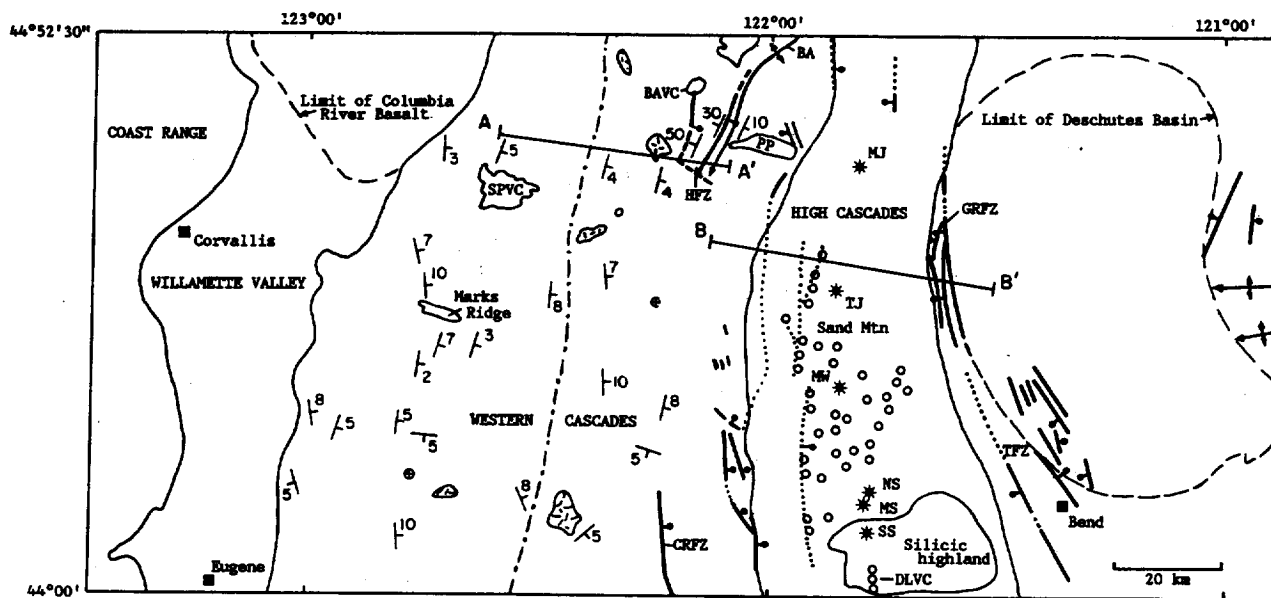 123°00'
122°00'
121°00'
44°52'30"
BA
BAVC
Limit of Columbia
River Basalt
COAST RANGE
30
10
Limit of Deschutes Basin
A
50
PP
3
5
MJ
4
A'
SPVC
4
HFZ
HIGH CASCADES
GRFZ
Corvallis
B
7
WILLAMETTE VALLEY
10
7
B'
8
TJ
Marks
Ridge
Sand Mtn
7
3
2
MW
10
8
8
5
5
WESTERN CASCADES
5
5
TFZ
5
8
NS
MS
Bend
SS
10
5
CRFZ
Silicic
highland
Eugene
DLVC
20 km
44°00'